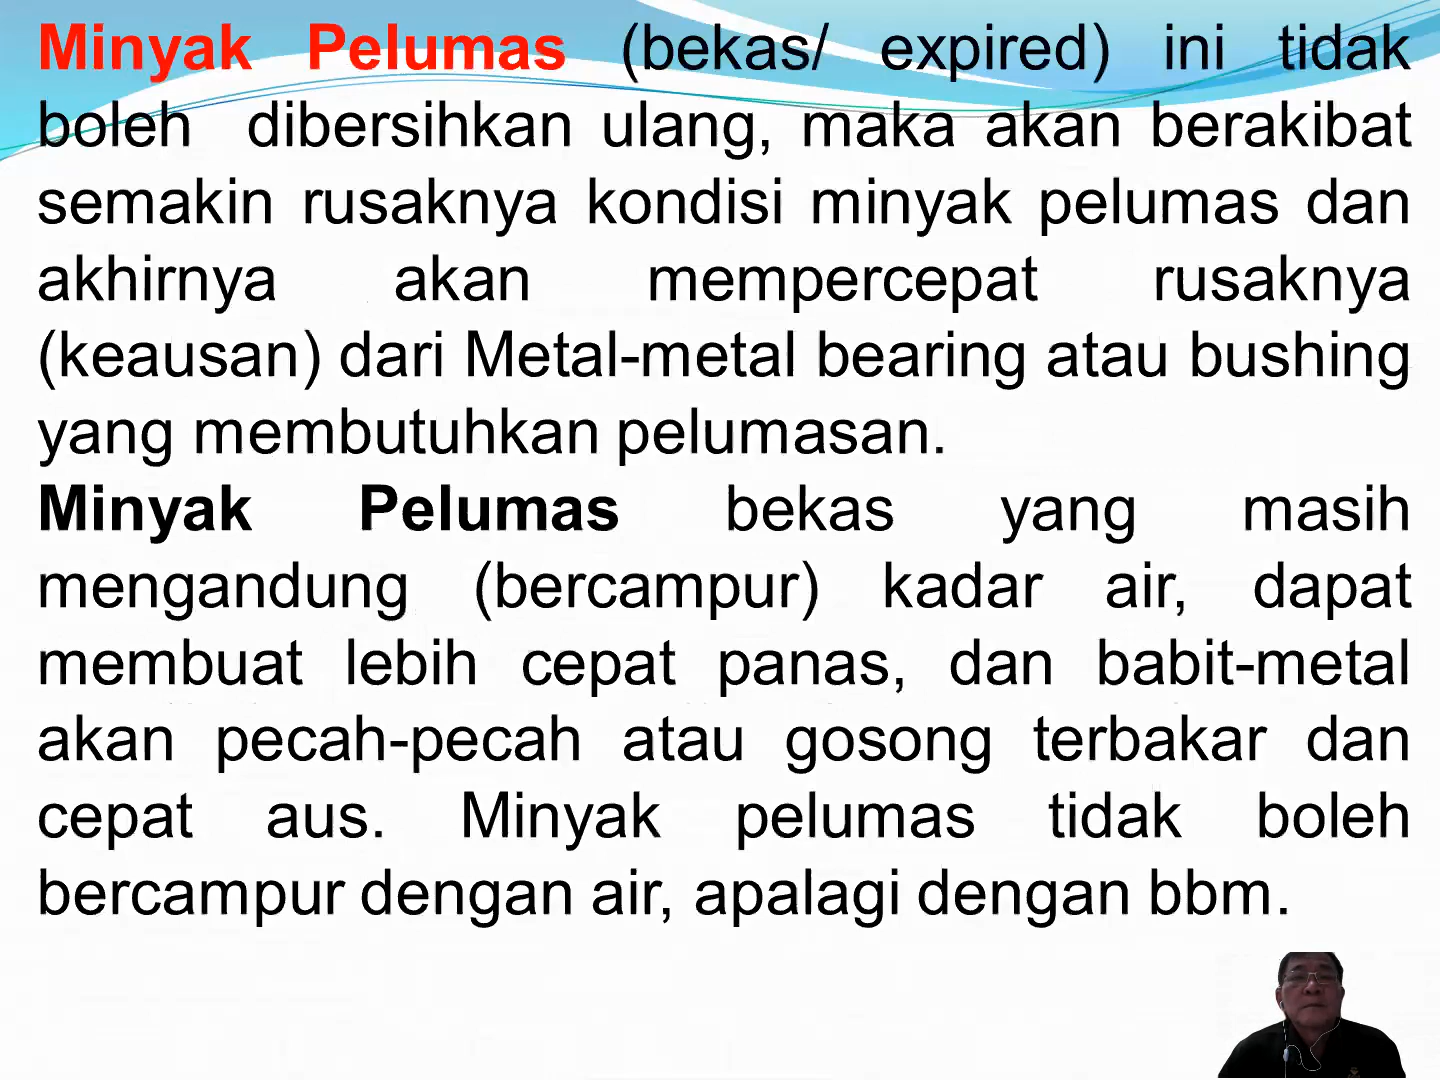 Minyak Pelumas (bekas/ expired) ini tidak
boleh dibersihkan ulang, maka akan berakibat
semakin rusaknya kondisi minyak pelumas dan
akhirnya akan mempercepat rusaknya
(keausan) dari Metal-metal bearing atau bushing
yang membutuhkan pelumasan.
Minyak Pelumas bekas yang masih
mengandung (bercampur) kadar air, dapat
membuat lebih cepat panas, dan babit-metal
akan pecah-pecah atau gosong terbakar dan
cepat aus. Minyak pelumas tidak boleh
bercampur dengan air, apalagi dengan bbm.